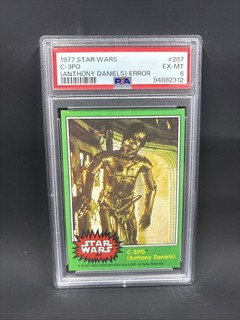 1977 STAR WARS #207
C-3PO EX-MT
(ANTHONY DANIELS)-ERROR 6
PSA 94882312
STAR
WARS
C-3PO
(Anthony Daniels)